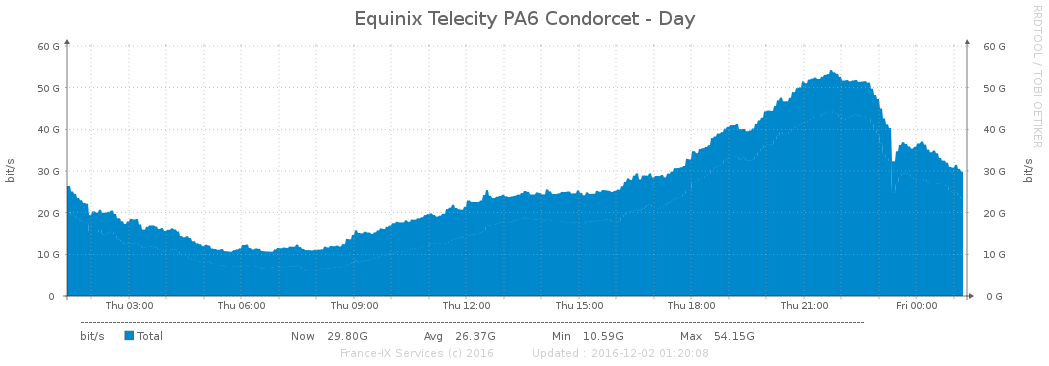 Equinix Telecity PA6 Condorcet - Day
RRDTOOL / TOBI OETIKER
60 G 60 G
50 G 50 G
40 G 40 G
30 G 30 G
20 G 20 G
10 G 10 G
0 0 G
bit/s
bit/s
Thu 03:00 Thu 06:00 Thu 09:00 Thu 12:00 Thu 15:00 Thu 18:00 Thu 21:00 Fri 00:00
bit/s Total Now 29.80G Avg 26.37G Min 10.59G Max 54.15G
France-IX Services (c) 2016 Updated : 2016-12-02 01:20:08